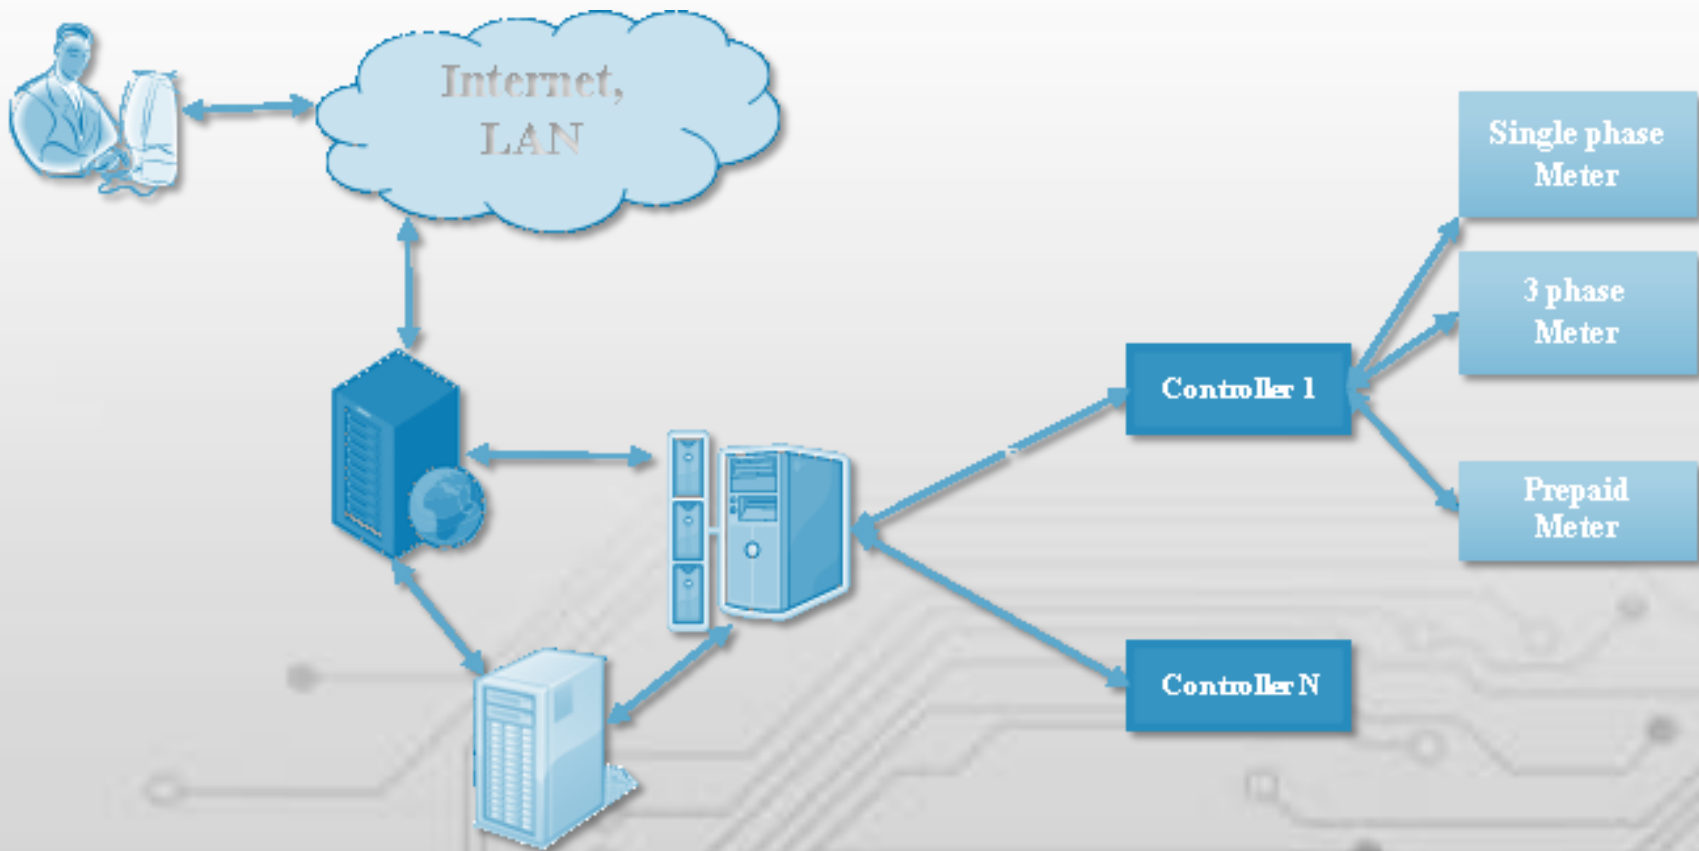 Internet,
LAN
Single phase
Meter
3 phase
Meter
Controller 1
Prepaid
Meter
Controller N